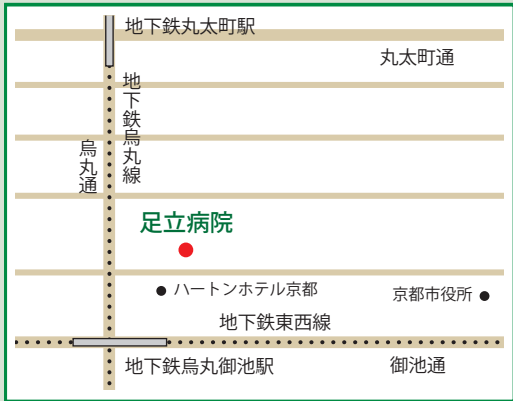 地下鉄丸太町駅
丸太町通
地下鉄烏丸線
烏丸通
足立病院
ハートンホテル京都
京都市役所
地下鉄東西線
地下鉄烏丸御池駅
御池通